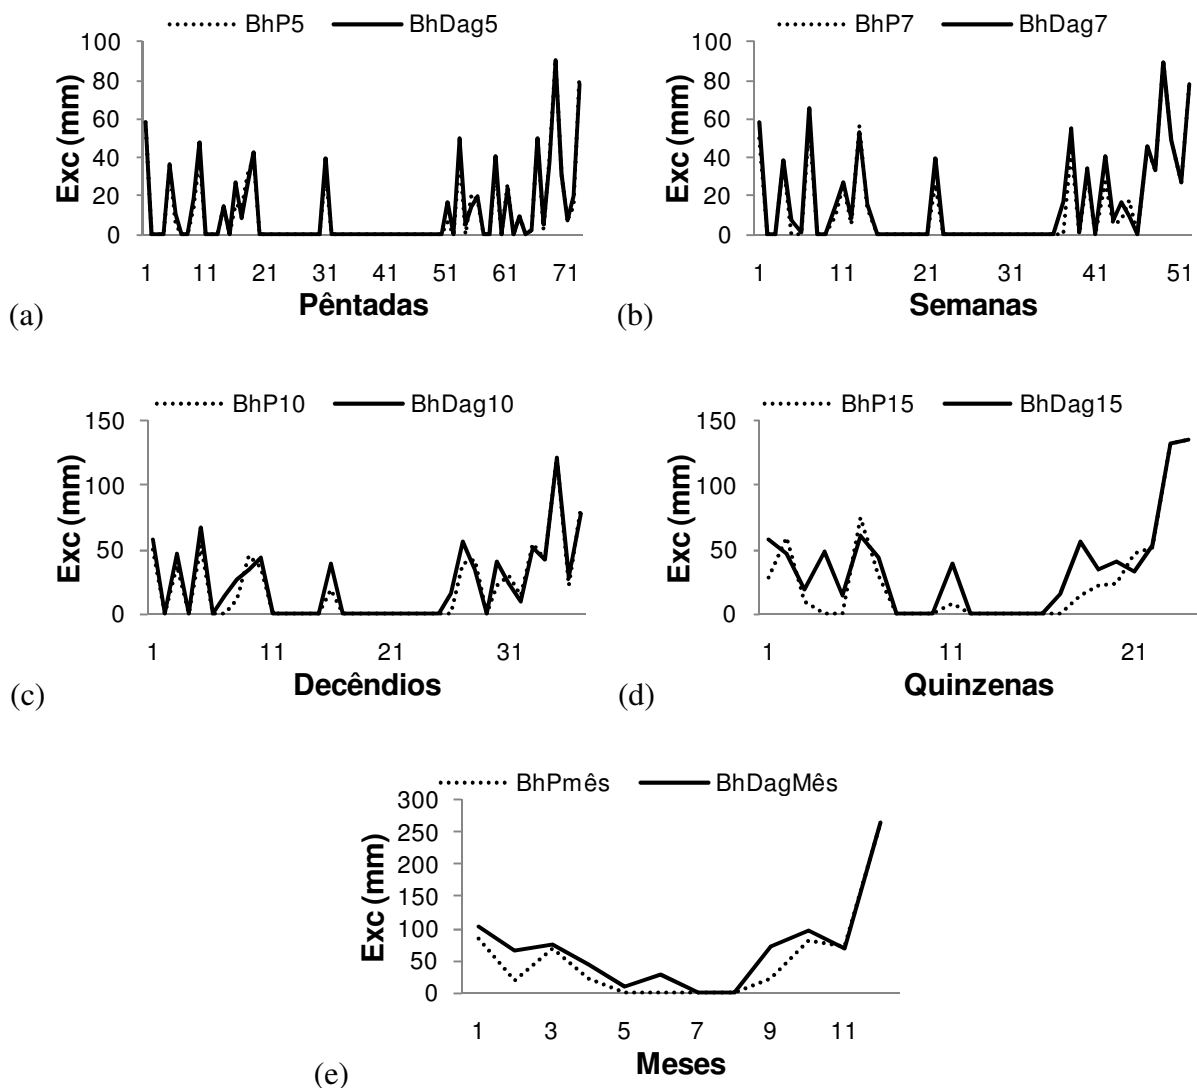 BhP5 BhDag5
100
80
60
40
20
0
Exc (mm)
1 11 21 31 41 51 61 71
Pêntadas
(a)
BhP7 BhDag7
100
80
60
40
20
0
Exc (mm)
1 11 21 31 41 51
Semanas
(b)
BhP10 BhDag10
150
100
50
0
Exc (mm)
1 11 21 31
Decêndios
(c)
BhP15 BhDag15
150
100
50
0
Exc (mm)
1 11 21
Quinzenas
(d)
BhPmês BhDagMês
300
250
200
150
100
50
0
Exc (mm)
1 3 5 7 9 11
Meses
(e)